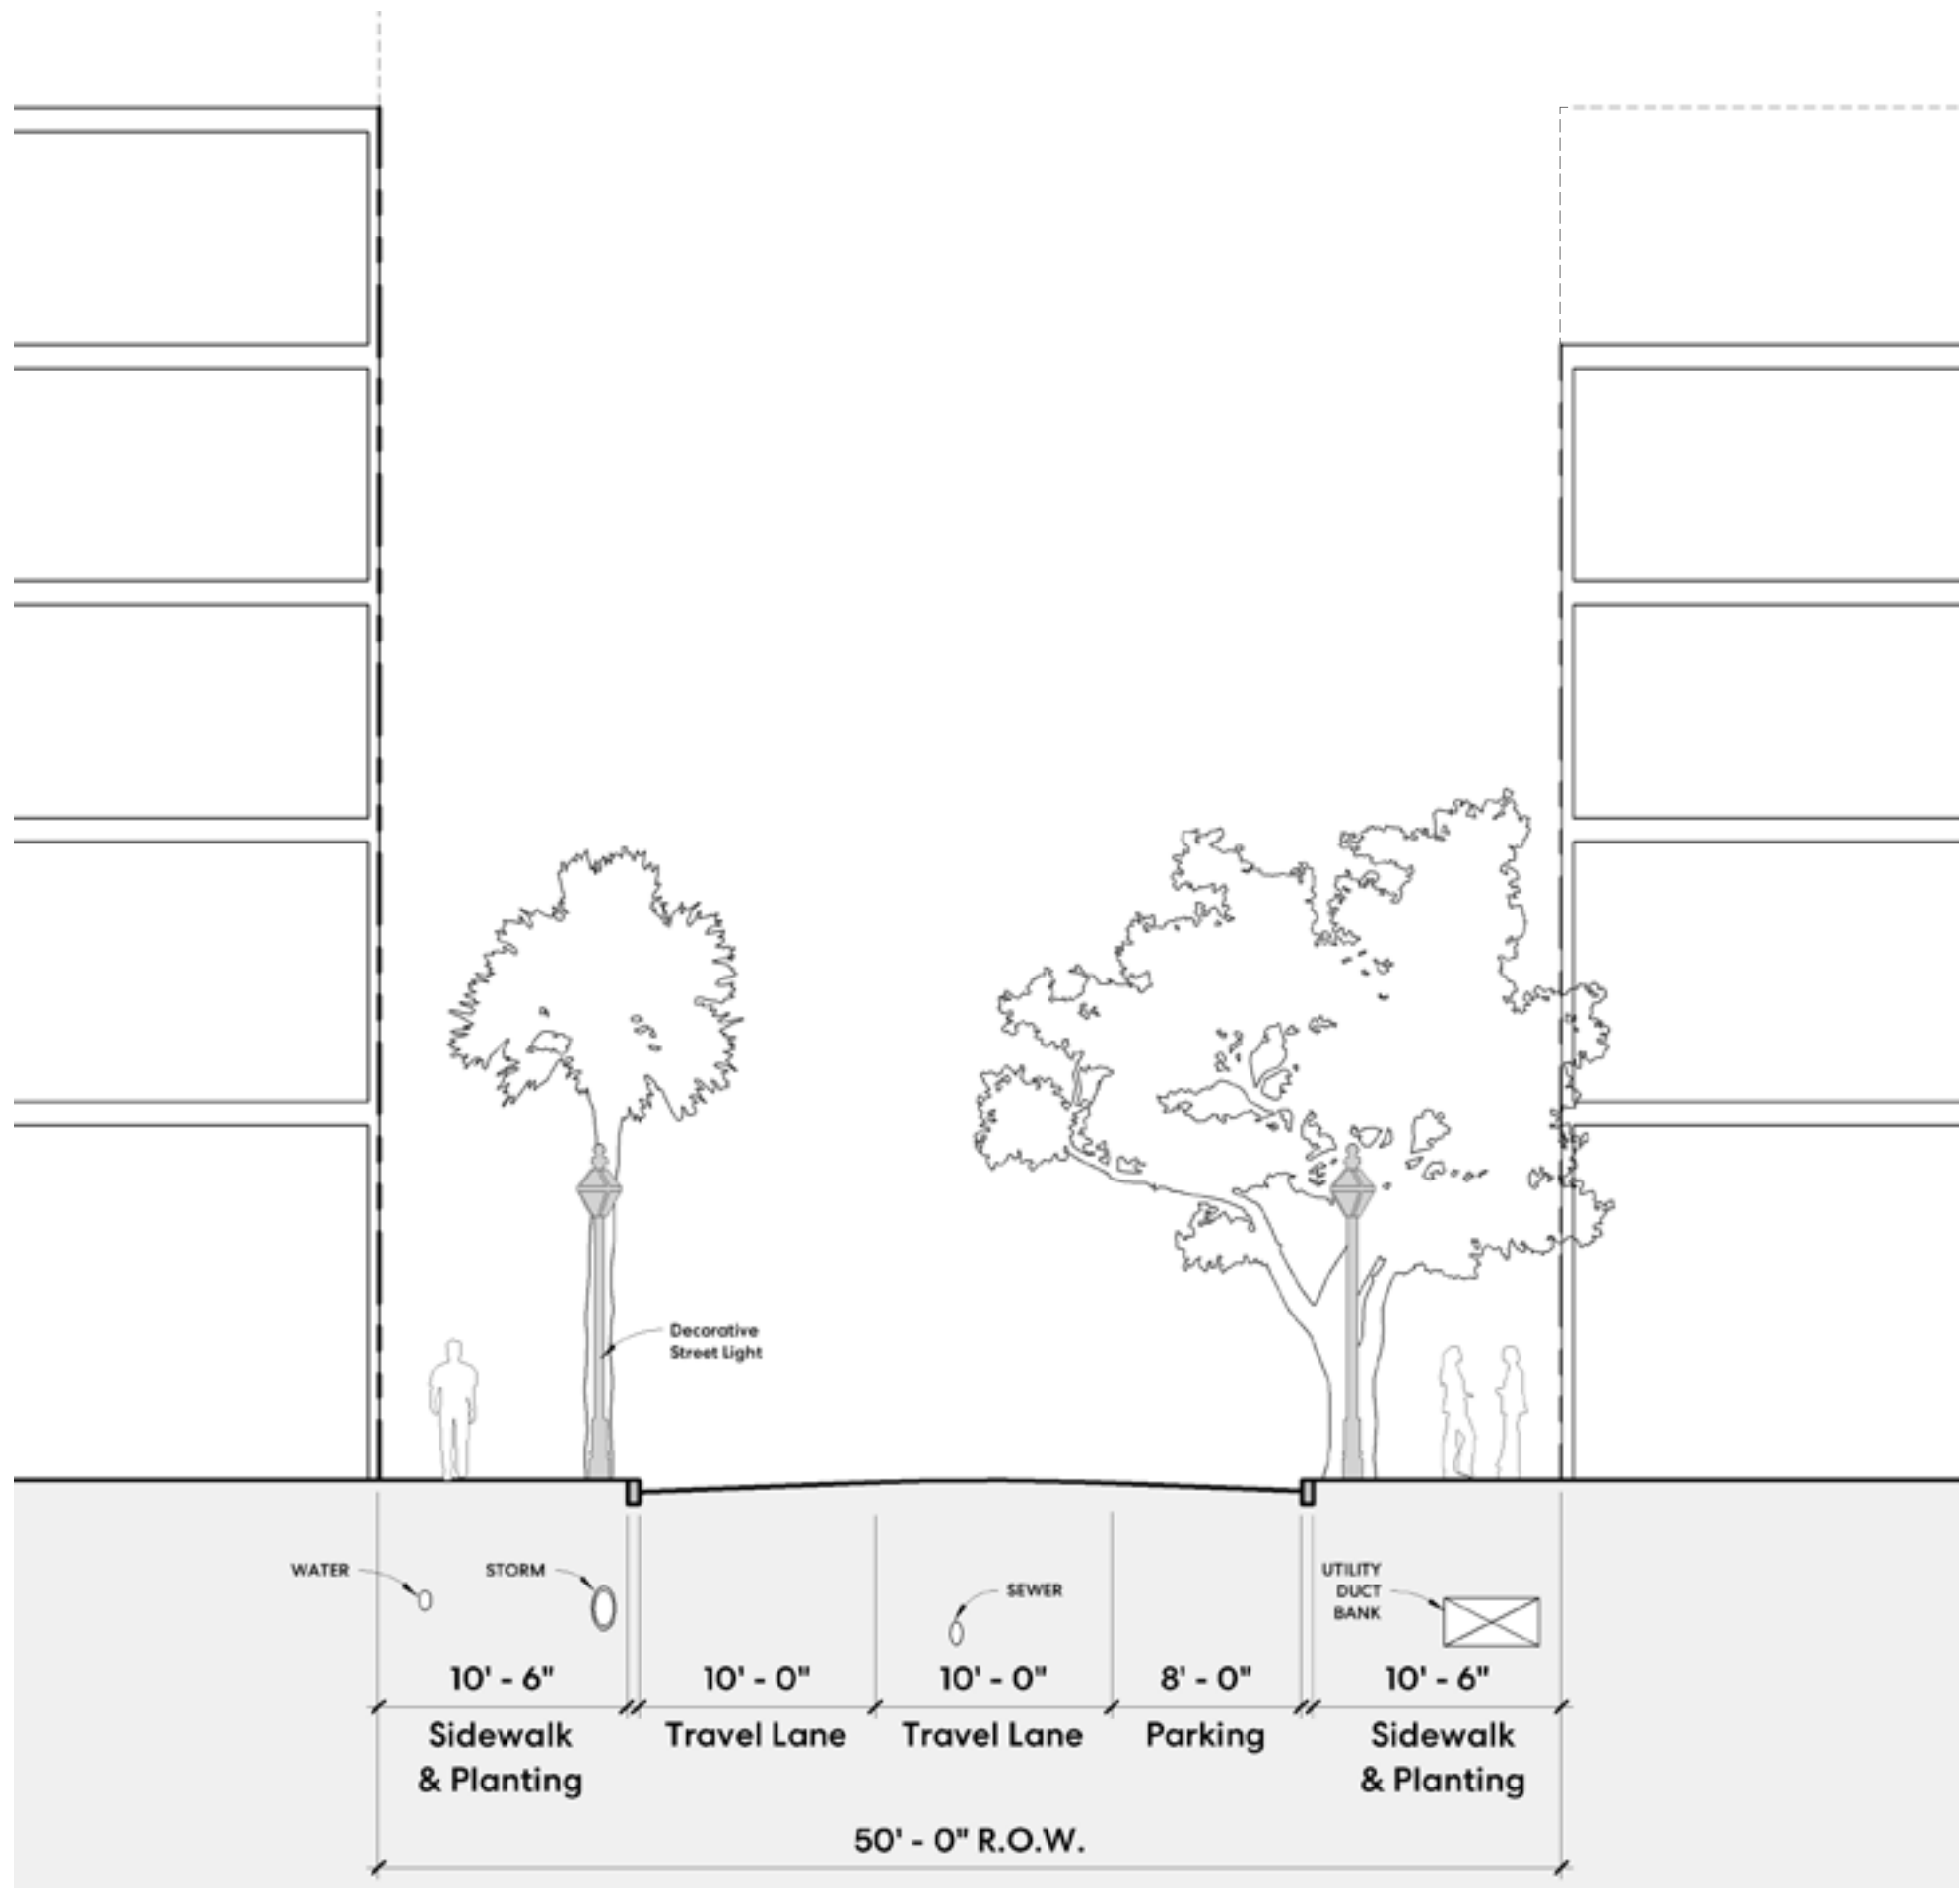 Decorative
Street Light
WATER
STORM
SEWER
UTILITY
DUCT
BANK
10' - 6"
10' - 0"
10' - 0"
8' - 0"
10' - 6"
Sidewalk
& Planting
Travel Lane
Travel Lane
Parking
Sidewalk
& Planting
50' - 0" R.O.W.